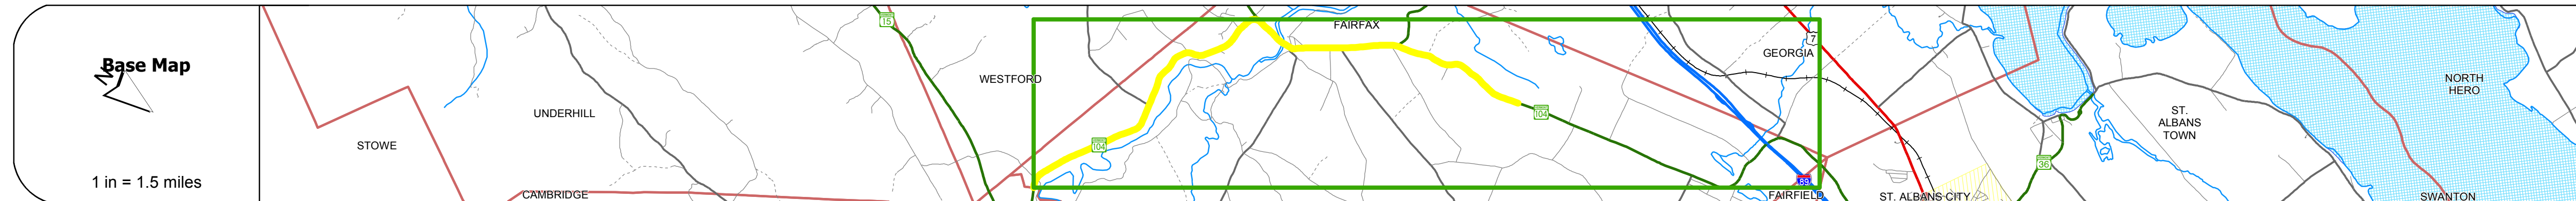 Base Map
N
1 in = 1.5 miles
STOWE
UNDERHILL
CAMBRIDGE
15
WESTFORD
104
FAIRFAX
104
GEORGIA
7
89
FAIRFIELD
ST. ALBANS CITY
36
ST.
ALBANS
TOWN
NORTH
HERO
SWANTON